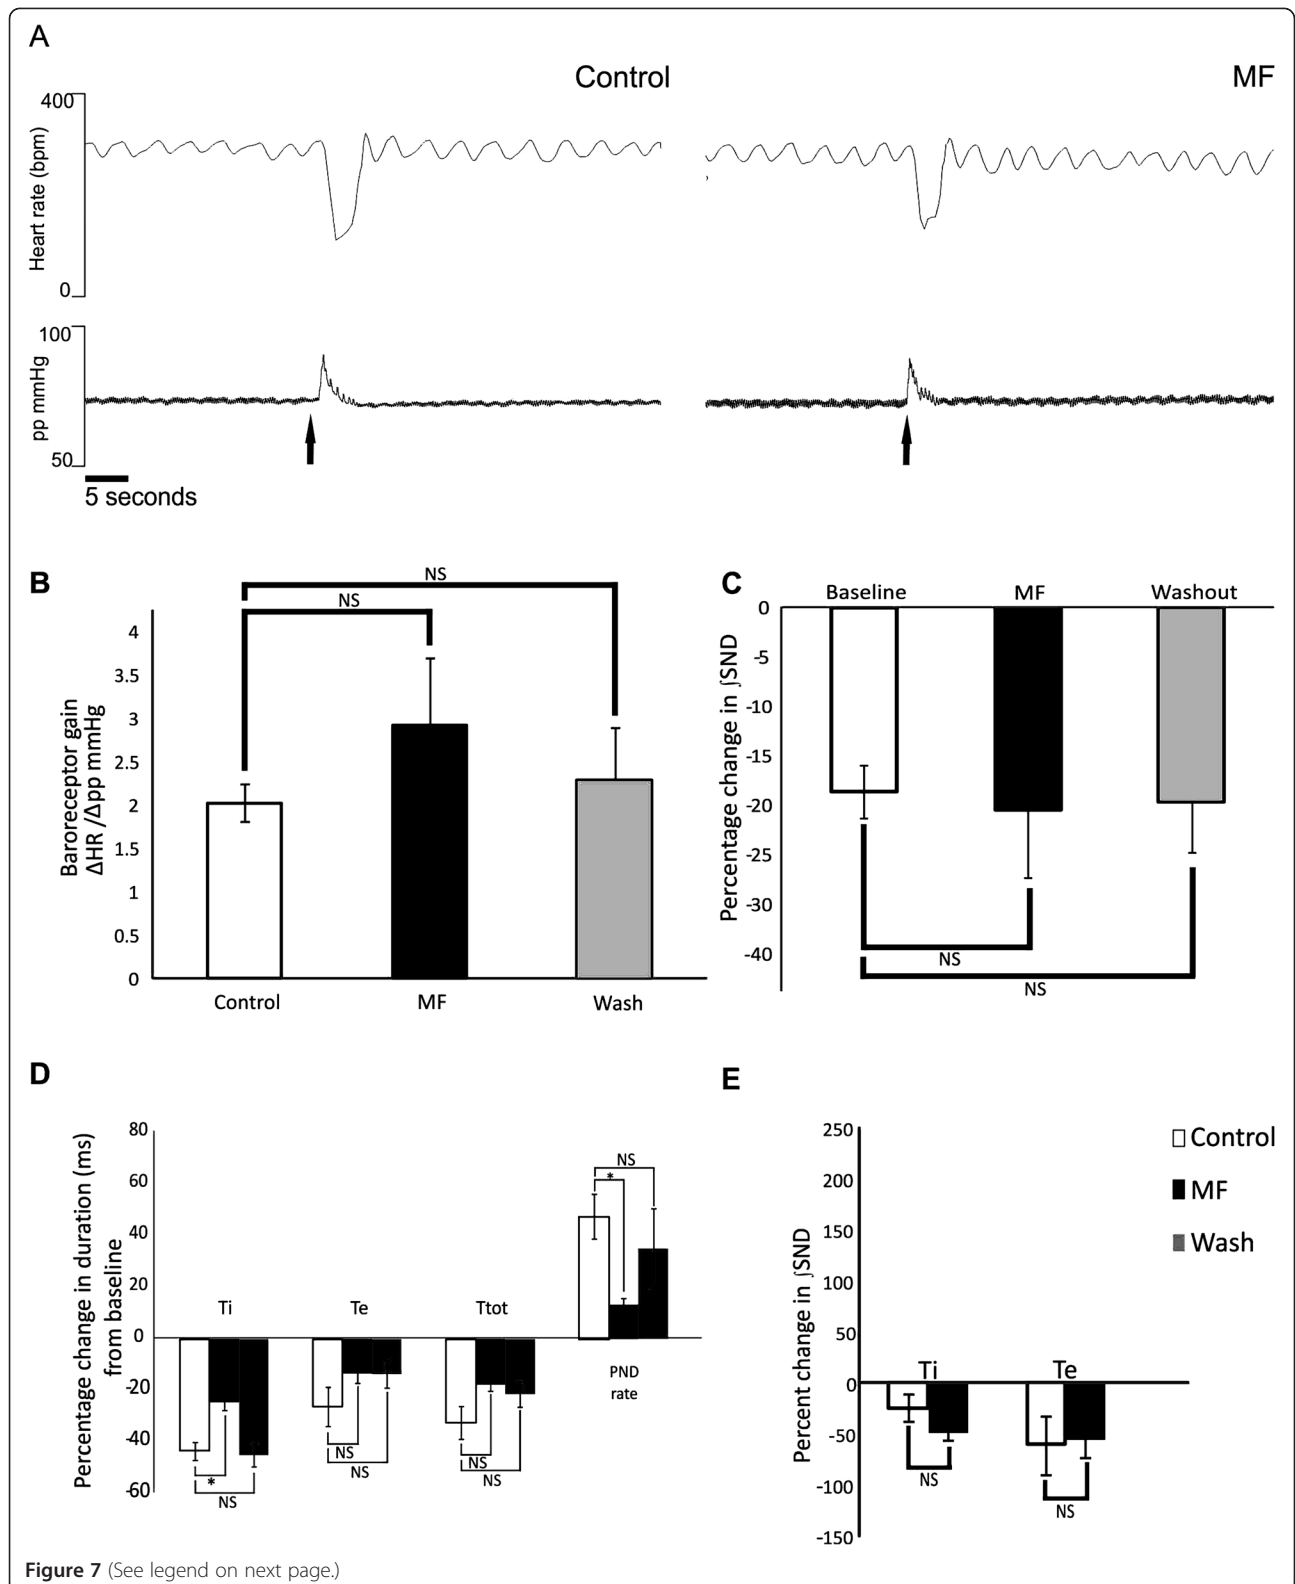 A
Control
MF
400
Heart rate (bpm)
0
100
pp mmHg
50
5 seconds
B
NS
NS
4
3.5
3
2.5
2
1.5
1
0.5
0
Baroreceptor gain
ΔHR /Δpp mmHg
Control
MF
Wash
C
Baseline
MF
Washout
0
-5
-10
-15
-20
-25
-30
-40
Percentage change in ∫SND
NS
NS
D
80
60
40
20
0
-20
-40
-60
Percentage change in duration (ms)
from baseline
Ti
Te
Ttot
PND
rate
NS
*
*
NS
NS
NS
NS
NS
E
250
200
150
100
50
0
-50
-100
-150
Percent change in ∫SND
Ti
Te
NS
NS
Control
MF
Wash
Figure 7 (See legend on next page.)